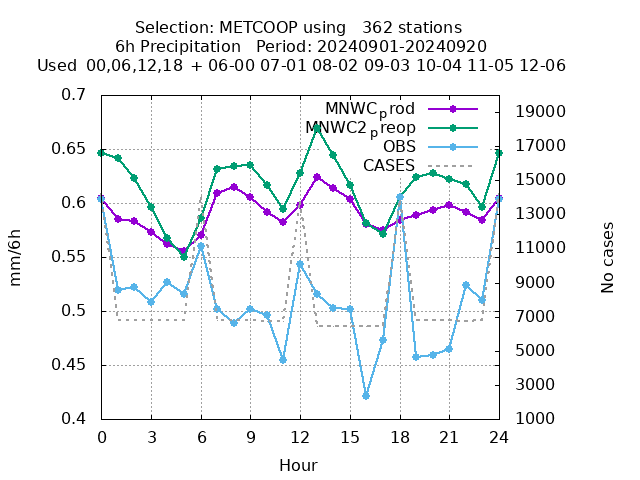 Selection: METCOOP using   362 stations
6h Precipitation   Period: 20240901-20240920
Used 00,06,12,18 + 06-00 07-01 08-02 09-03 10-04 11-05 12-06
MNWCprod
MNWC2preop
OBS
CASES
0.7
0.65
0.6
0.55
0.5
0.45
0.4
mm/6h
19000
17000
15000
13000
11000
9000
7000
5000
3000
1000
No cases
0 3 6 9 12 15 18 21 24
Hour